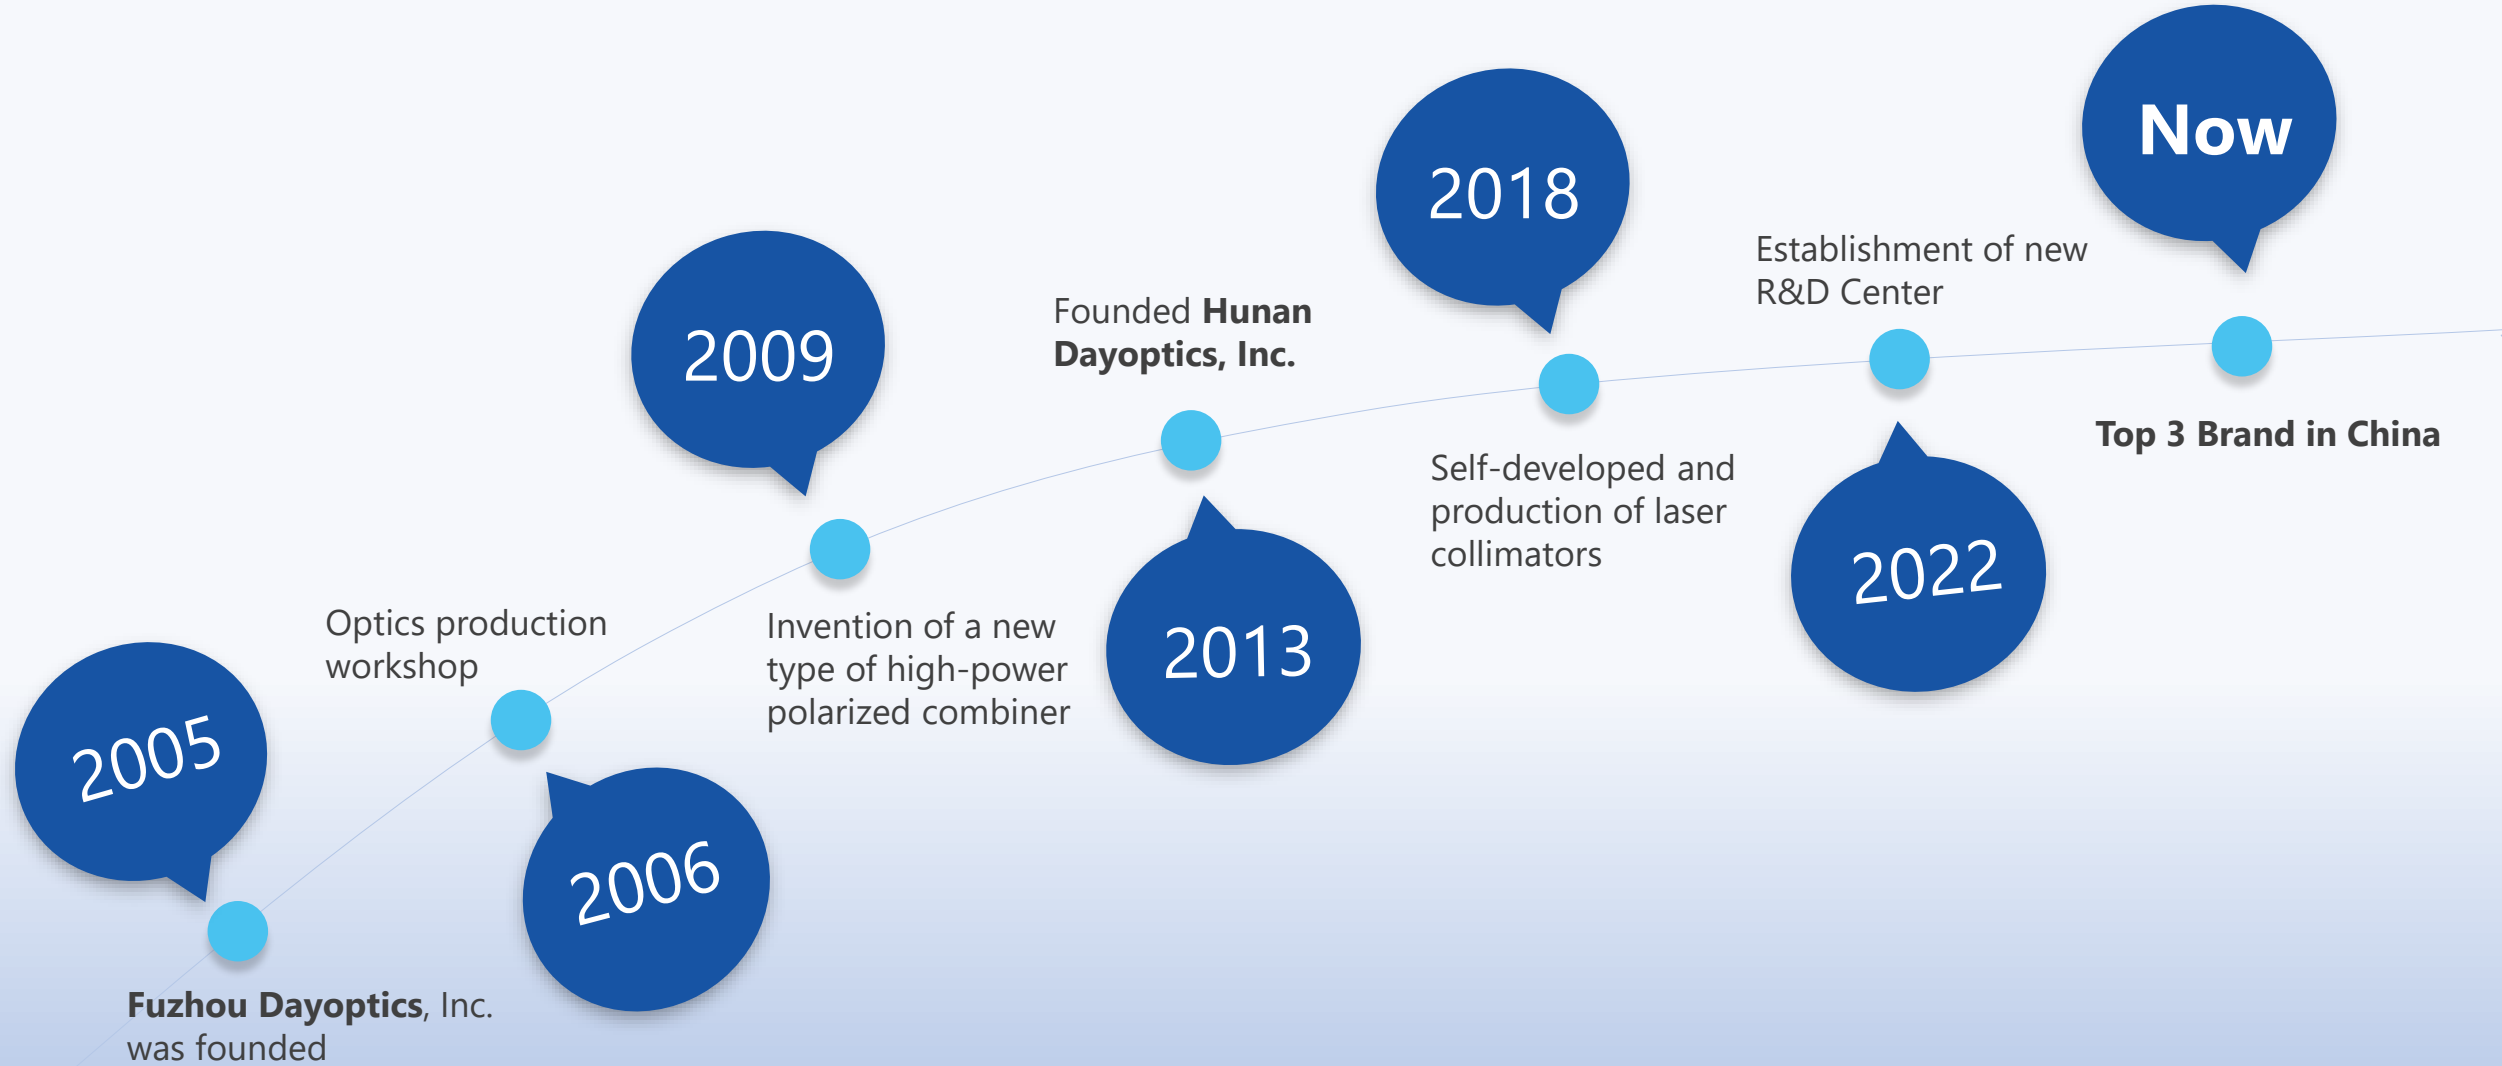 2005
Fuzhou Dayoptics, Inc.
was founded
Optics production
workshop
2006
2009
Invention of a new
type of high-power
polarized combiner
Founded Hunan
Dayoptics, Inc.
2013
2018
Self-developed and
production of laser
collimators
Establishment of new
R&D Center
2022
Now
Top 3 Brand in China